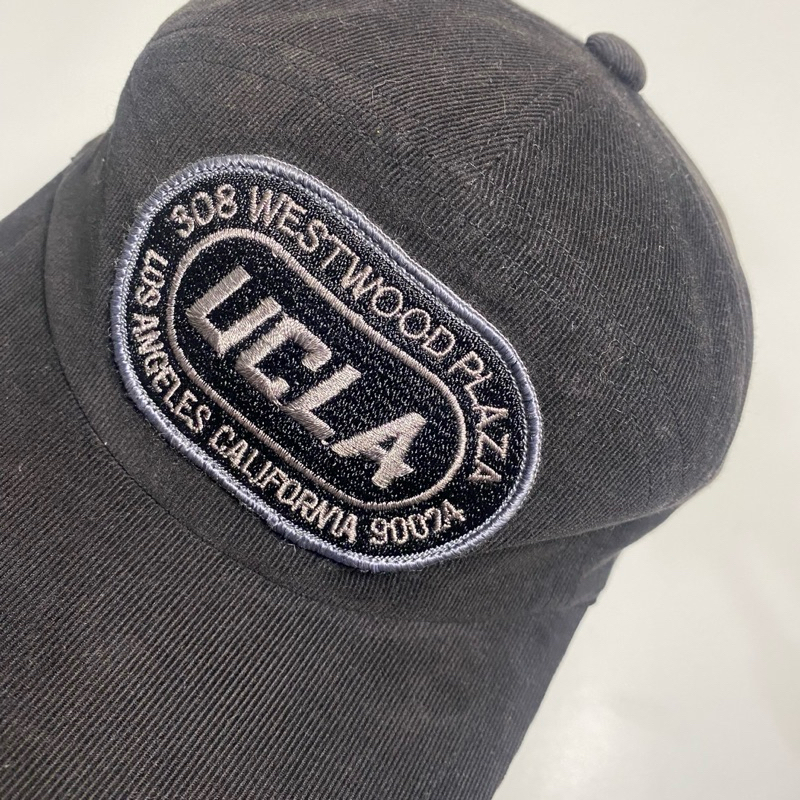 308 WESTWOOD PLAZA
UCLA
LOS ANGELES CALIFORNIA 90024